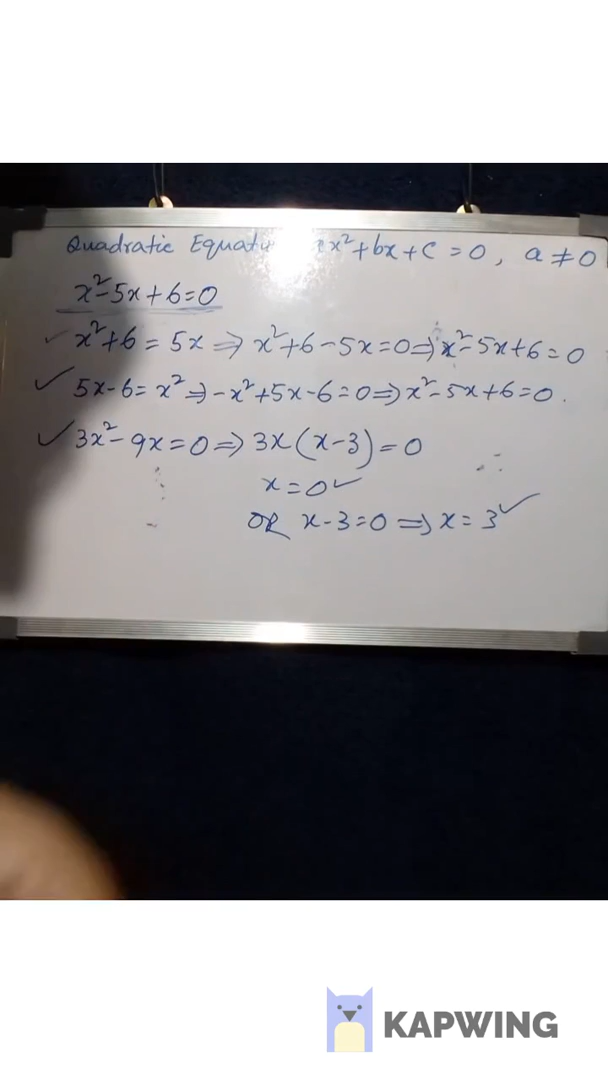 Quadratic Equati x²+bx+c=0, a≠0
x²-5x+6=0
x²+6=5x⇒x²+6-5x=0⇒x²-5x+6=0
✓ 5x-6=x²⇒-x²+5x-6=0⇒x²-5x+6=0.
✓ 3x²-9x=0⇒3x(x-3)=0
x=0✓
OR x-3=0⇒x=3✓
KAPWING